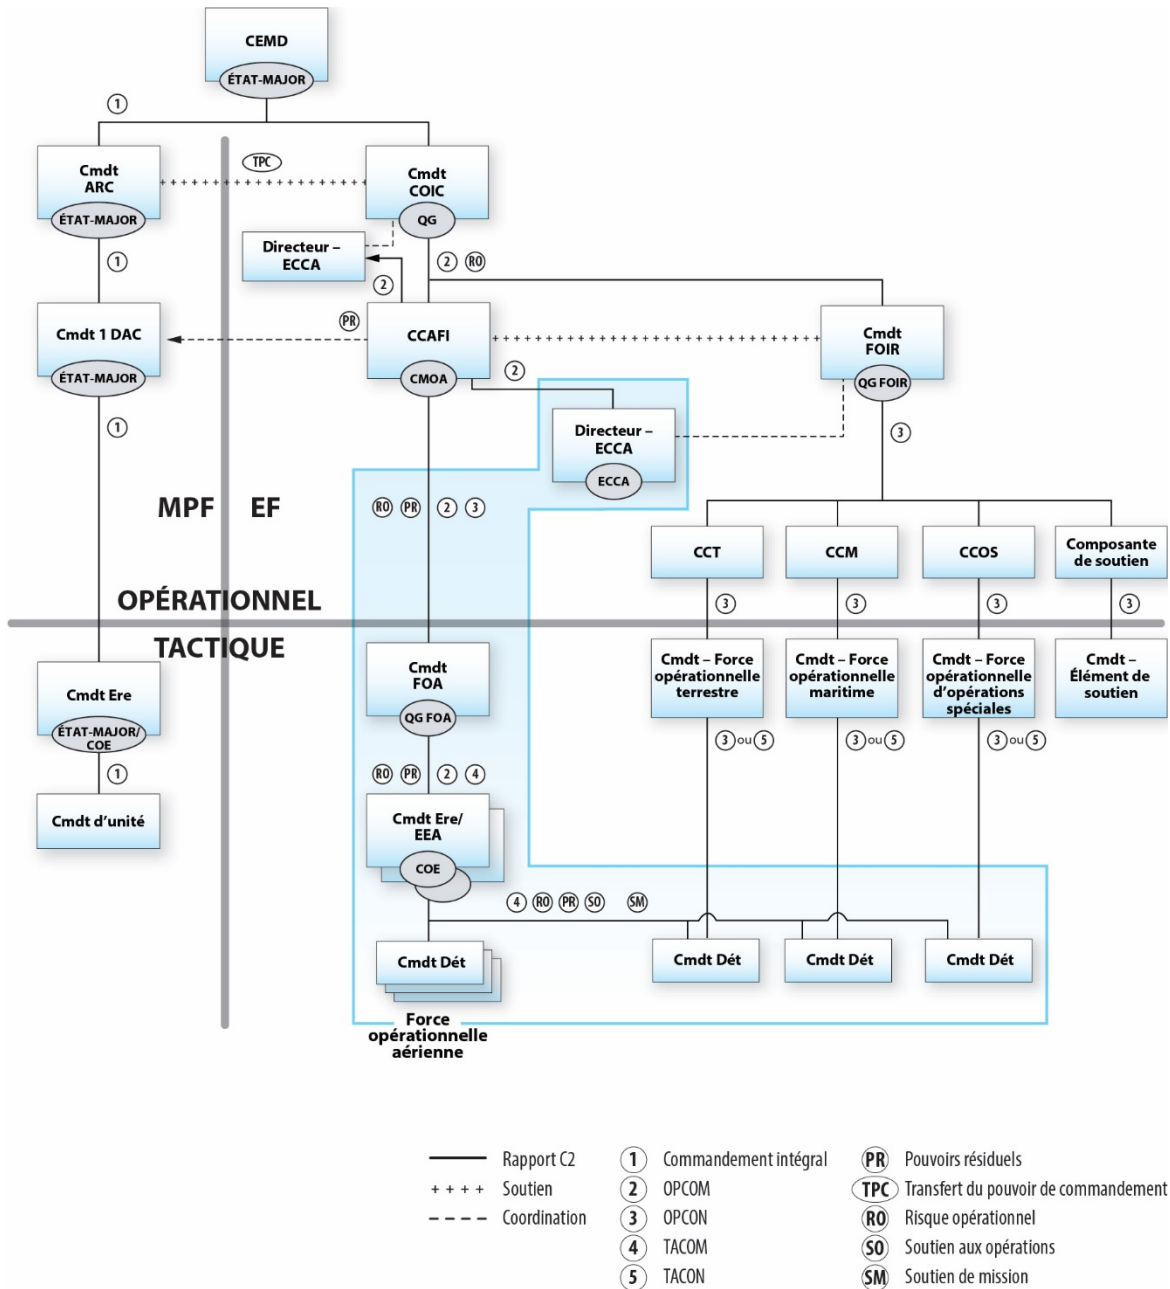 CEMD
ÉTAT-MAJOR
1
Cmdt
ARC
ÉTAT-MAJOR
TPC
Cmdt
COIC
QG
1
Directeur –
ECCA
2
2 RO
Cmdt 1 DAC
ÉTAT-MAJOR
PR
CCAFI
CMOA
Cmdt
FOIR
QG FOIR
2
1
Directeur –
ECCA
ECCA
3
MPF EF
RO PR 2 3
CCT
CCM
CCOS
Composante
de soutien
OPÉRATIONNEL
3
3
3
3
TACTIQUE
Cmdt Ere
ÉTAT-MAJOR/
COE
Cmdt
FOA
QG FOA
Cmdt – Force
opérationnelle
terrestre
Cmdt – Force
opérationnelle
maritime
Cmdt – Force
opérationnelle
d'opérations
spéciales
Cmdt –
Élément de
soutien
3 ou 5
3 ou 5
3 ou 5
1
RO PR 2 4
Cmdt d'unité
Cmdt Ere/
EEA
COE
4 RO PR SO SM
Cmdt Dét
Cmdt Dét
Cmdt Dét
Cmdt Dét
Force
opérationnelle
aérienne
Rapport C2
Soutien
Coordination
1 Commandement intégral
2 OPCOM
3 OPCON
4 TACOM
5 TACON
PR Pouvoirs résiduels
TPC Transfert du pouvoir de commandement
RO Risque opérationnel
SO Soutien aux opérations
SM Soutien de mission